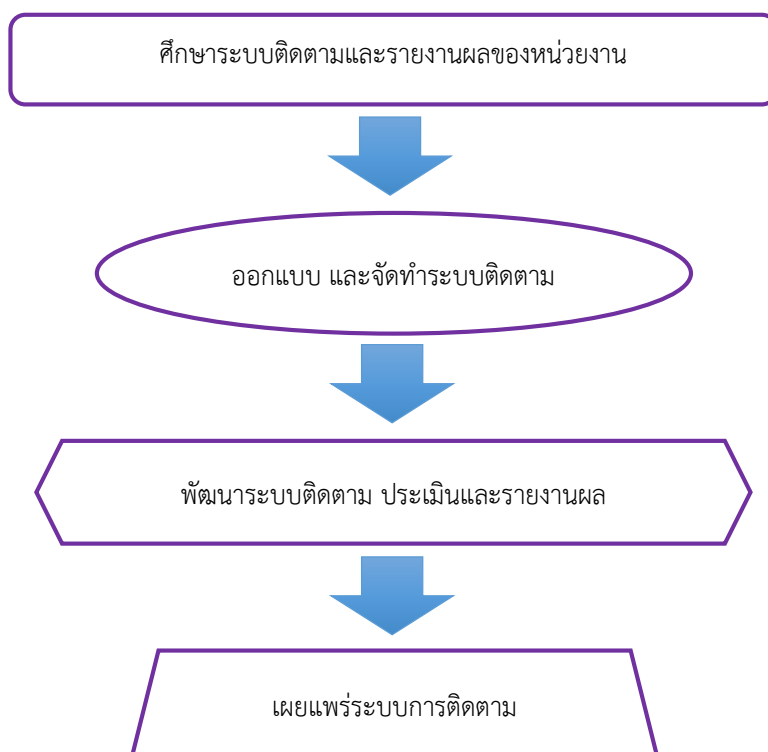 ศึกษาระบบติดตามและรายงานผลของหน่วยงาน
ออกแบบ และจัดทำระบบติดตาม
พัฒนาระบบติดตาม ประเมินและรายงานผล
เผยแพร่ระบบการติดตาม